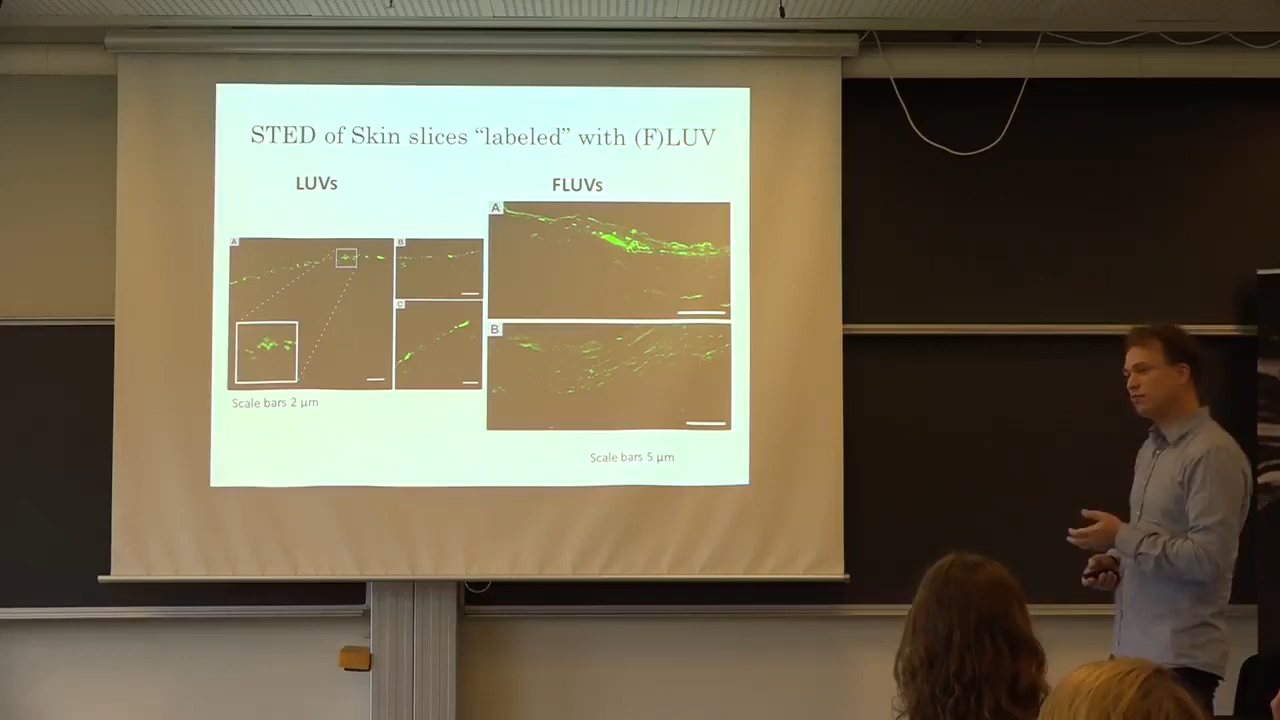 STED of Skin slices “labeled” with (F)LUV
LUVs
FLUVs
A
B
C
Scale bars 2 μm
A
B
Scale bars 5 μm